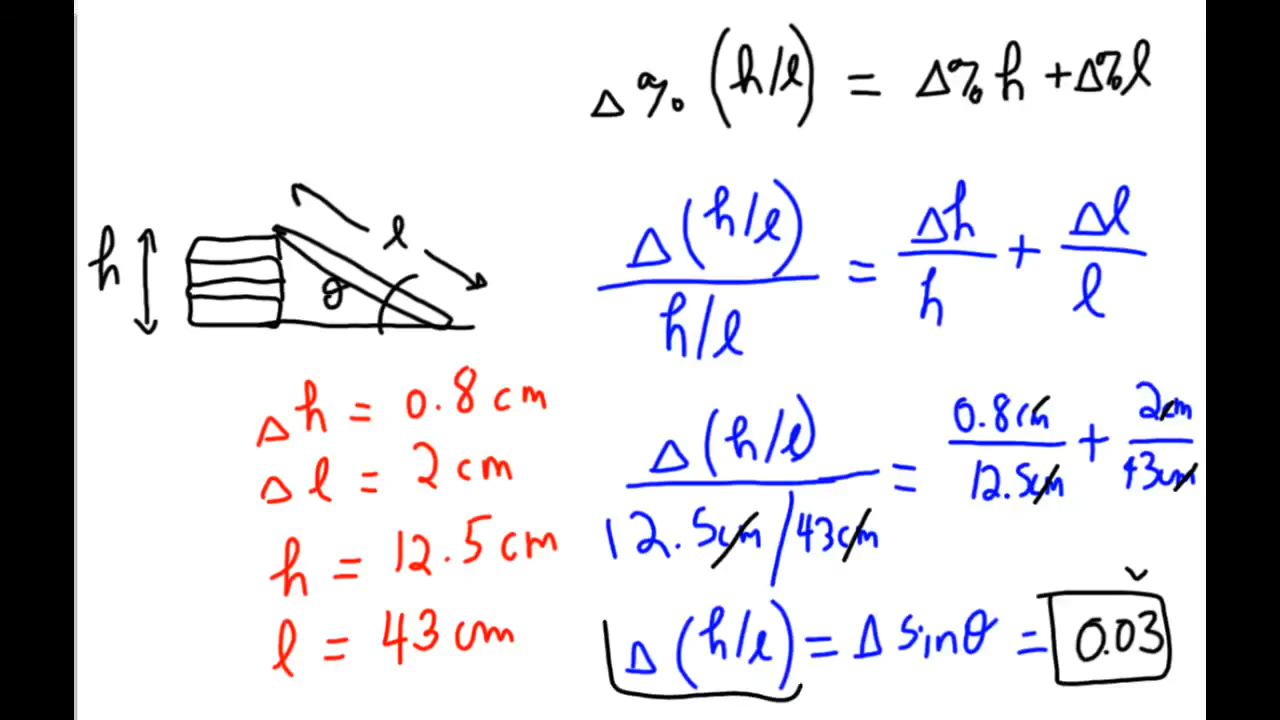 Δ% (h/l) = Δ%h + Δ%l
h
l
θ
Δ(h/l) / h/l = Δh/h + Δl/l
Δh = 0.8 cm
Δl = 2 cm
h = 12.5 cm
l = 43 cm
Δ(h/l) / 12.5cm/43cm = 0.8cm/12.5cm + 2cm/43cm
Δ(h/l) = Δ sinθ = 0.03